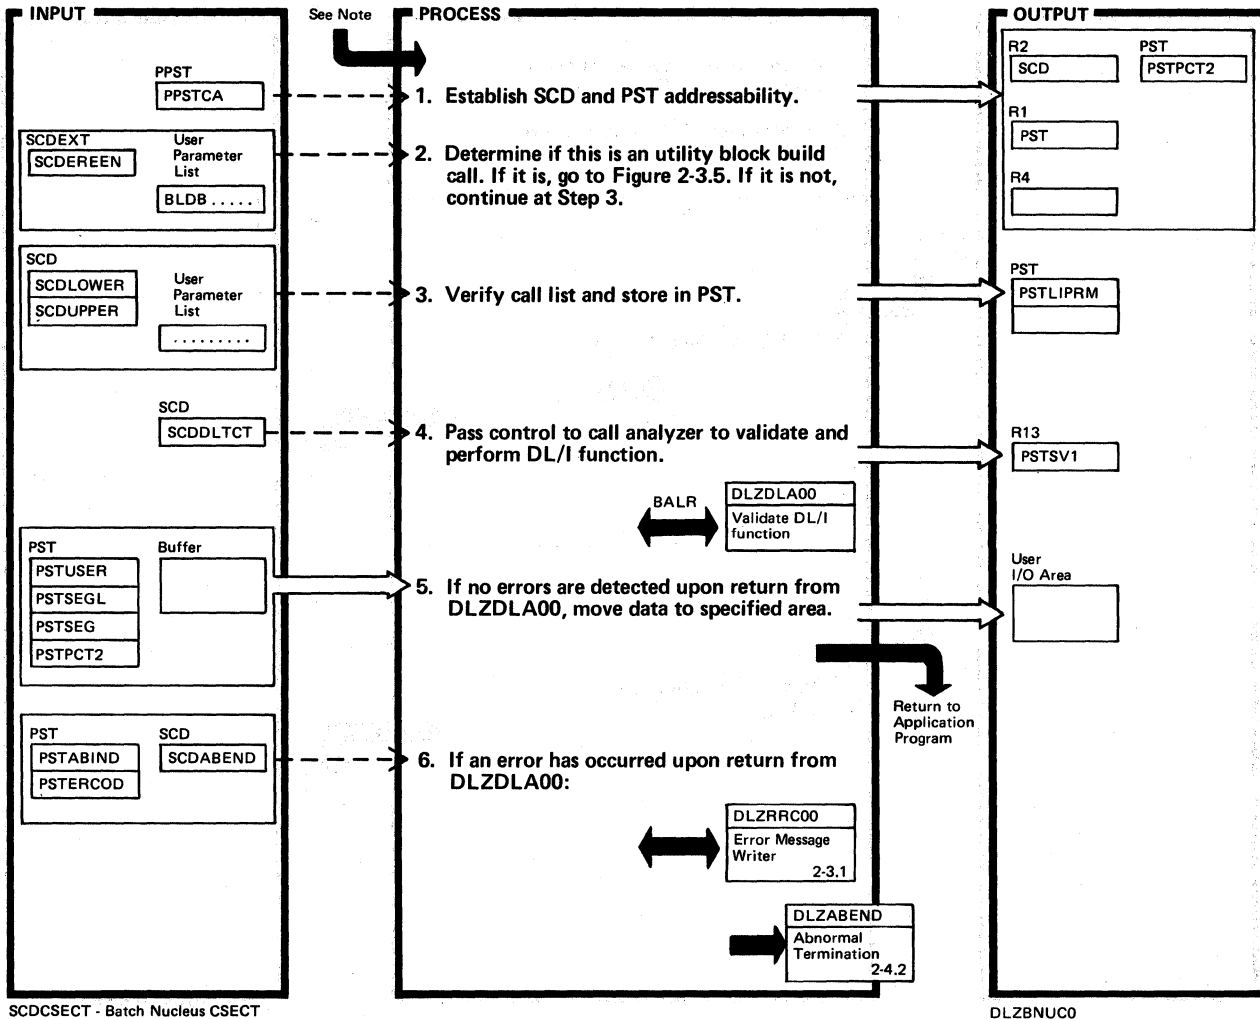 INPUT
See Note
PROCESS
OUTPUT
PPST
PPSTCA
1. Establish SCD and PST addressability.
R2
SCD
PST
PSTPCT2
R1
PST
R4
SCDEXT
SCDEREEN
User
Parameter
List
BLDB . . . . .
2. Determine if this is an utility block build
call. If it is, go to Figure 2-3.5. If it is not,
continue at Step 3.
SCD
SCDLOWER
SCDUPPER
User
Parameter
List
. . . . . . . . .
3. Verify call list and store in PST.
PST
PSTLIPRM
SCD
SCDDLTCT
4. Pass control to call analyzer to validate and
perform DL/I function.
R13
PSTSV1
BALR
DLZDLA00
Validate DL/I
function
PST
PSTUSER
PSTSEGL
PSTSEG
PSTPCT2
Buffer
5. If no errors are detected upon return from
DLZDLA00, move data to specified area.
User
I/O Area
Return to
Application
Program
PST
PSTABIND
PSTERCOD
SCD
SCDABEND
6. If an error has occurred upon return from
DLZDLA00:
DLZRRC00
Error Message
Writer
2-3.1
DLZABEND
Abnormal
Termination
2-4.2
SCDCSECT - Batch Nucleus CSECT
DLZBNUC0